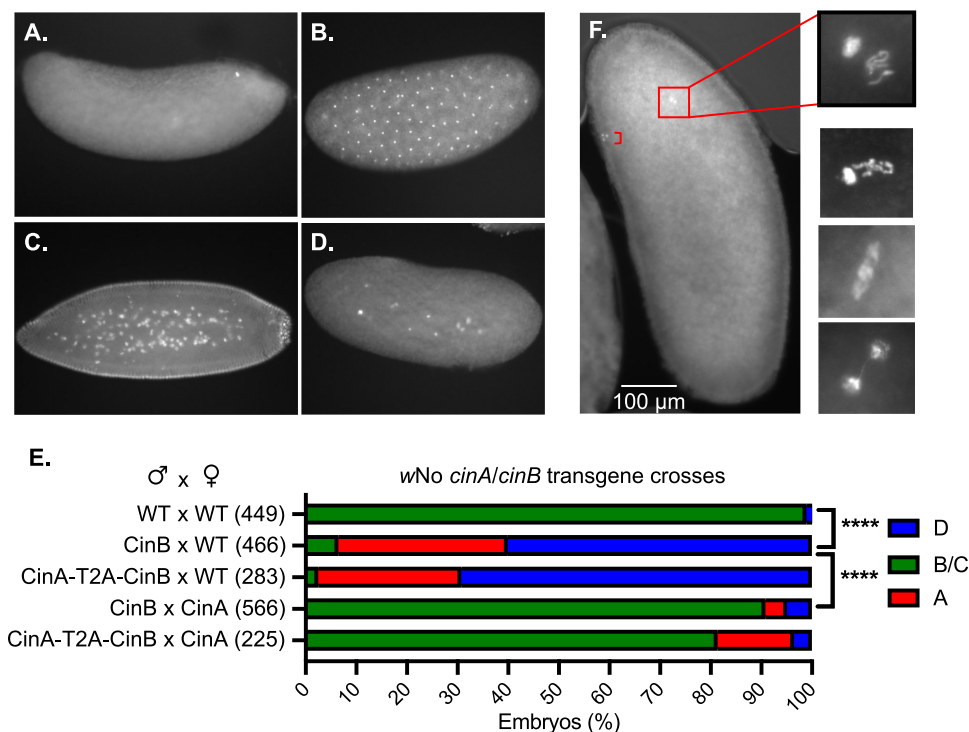 A.
B.
F.
C.
D.
100 µm
E.
♂ x ♀
wNo cinA/cinB transgene crosses
WT x WT (449)
CinB x WT (466)
CinA-T2A-CinB x WT (283)
CinB x CinA (566)
CinA-T2A-CinB x CinA (225)
****
****
D
B/C
A
0 10 20 30 40 50 60 70 80 90 100
Embryos (%)